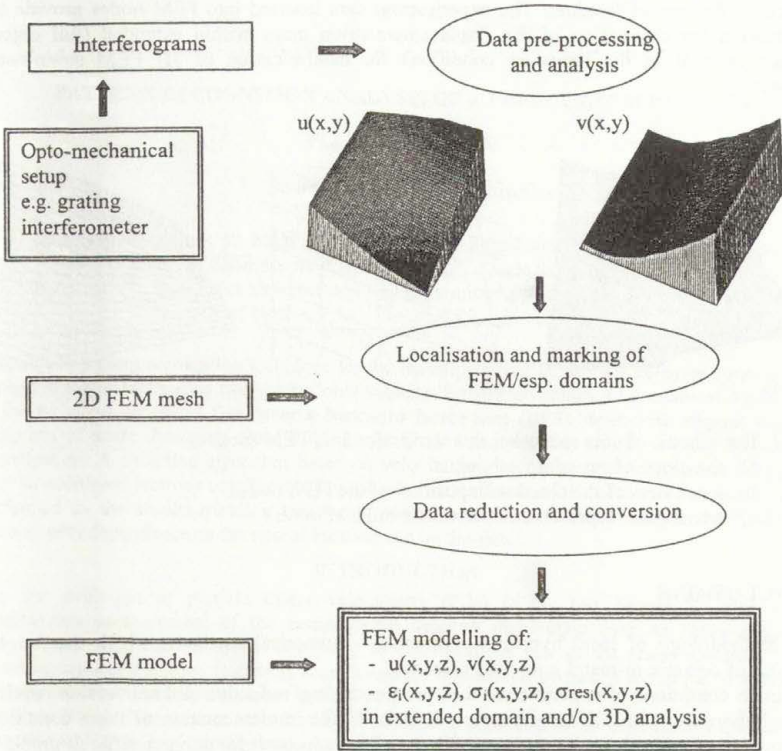 Interferograms
Data pre-processing
and analysis
u(x,y)
v(x,y)
Opto-mechanical
setup
e.g. grating
interferometer
Localisation and marking of
FEM/esp. domains
2D FEM mesh
Data reduction and conversion
FEM model
FEM modelling of:
- u(x,y,z), v(x,y,z)
- εi(x,y,z), σi(x,y,z), σresi(x,y,z)
in extended domain and/or 3D analysis